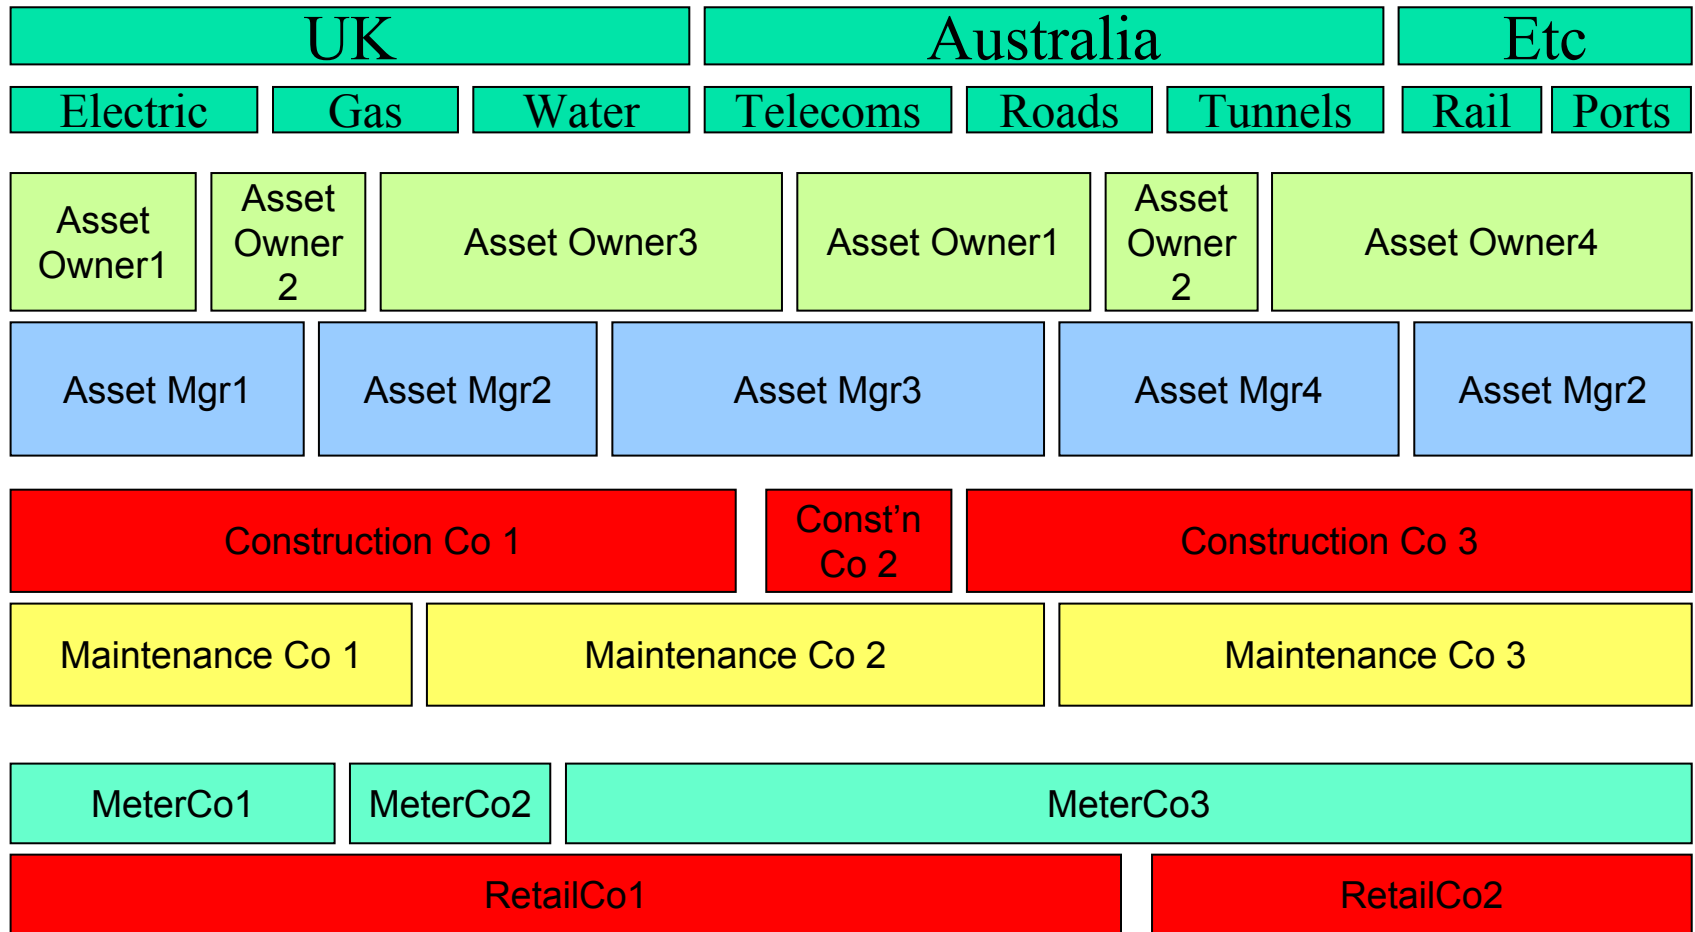 UK Australia Etc
Electric Gas Water Telecoms Roads Tunnels Rail Ports
Asset
Owner1
Asset
Owner
2
Asset Owner3
Asset Owner1
Asset
Owner
2
Asset Owner4
Asset Mgr1 Asset Mgr2 Asset Mgr3 Asset Mgr4 Asset Mgr2
Construction Co 1
Const’n
Co 2
Construction Co 3
Maintenance Co 1 Maintenance Co 2 Maintenance Co 3
MeterCo1 MeterCo2 MeterCo3
RetailCo1 RetailCo2